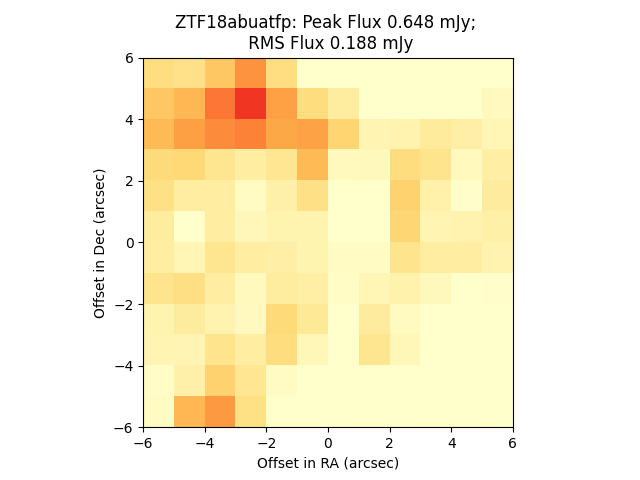 ZTF18abuatfp: Peak Flux 0.648 mJy;
RMS Flux 0.188 mJy
6
4
2
0
−2
−4
−6
Offset in Dec (arcsec)
−6 −4 −2 0 2 4 6
Offset in RA (arcsec)